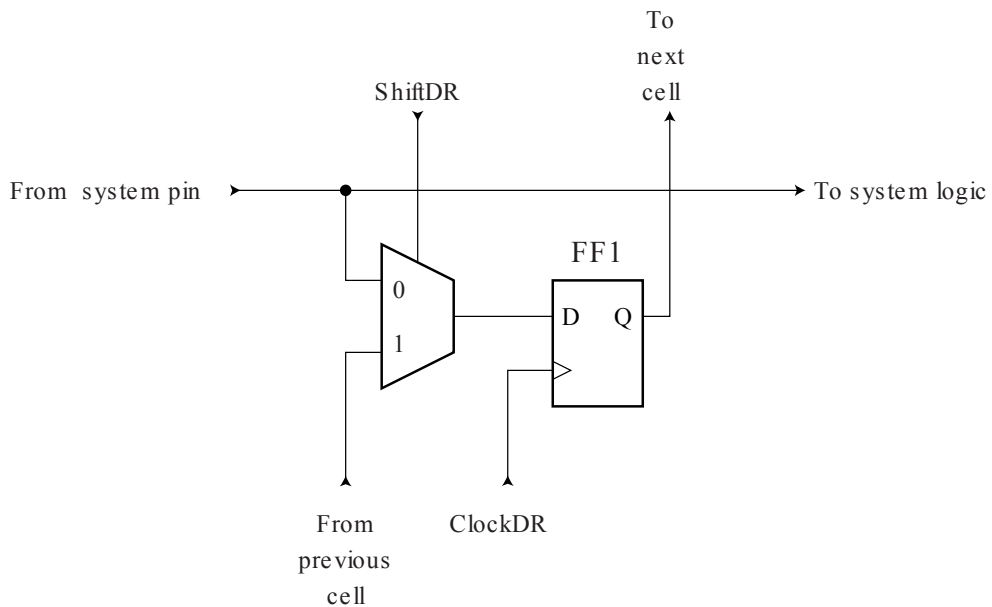 To
next
cell
ShiftDR
From system pin
To system logic
FF1
0
D Q
1
From
previous
cell
ClockDR